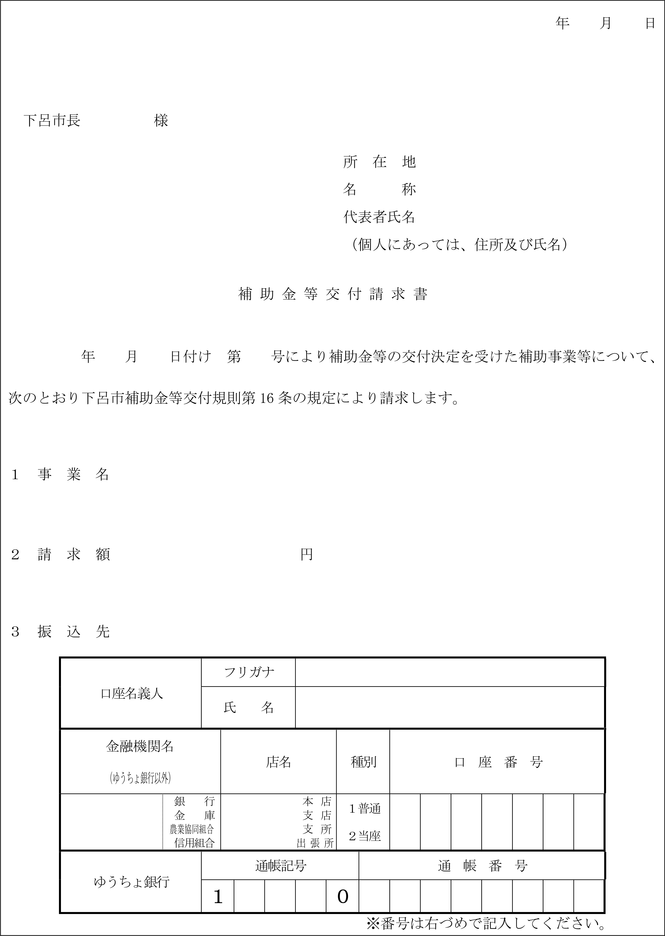 年　　月　　日
下呂市長　　　　　様
所　在　地
名　　　称
代表者氏名
（個人にあっては、住所及び氏名）
補 助 金 等 交 付 請 求 書
年　　月　　日付け　第　　号により補助金等の交付決定を受けた補助事業等について、
次のとおり下呂市補助金等交付規則第 16 条の規定により請求します。
１　事　業　名
２　請　求　額　　　　　　　　　　　　　円
３　振　込　先
口座名義人
フリガナ
氏　　名
金融機関名
（ゆうちょ銀行以外）
店名
種別
口　座　番　号
銀　　行
金　　庫
農業協同組合
信用組合
本　店
支　店
支　所
出 張 所
１普通
２当座
ゆうちょ銀行
通帳記号
通　帳　番　号
1　　　　0
※番号は右づめで記入してください。